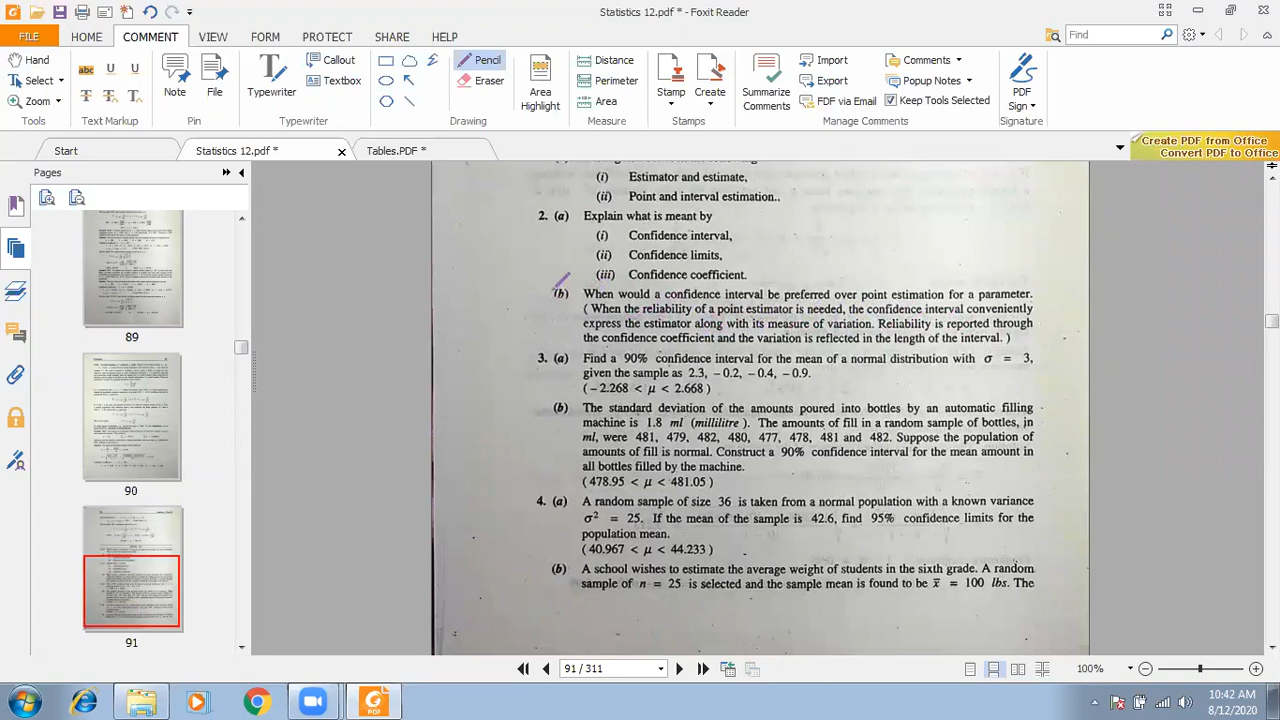 Statistics 12.pdf * - Foxit Reader
FILE HOME COMMENT VIEW FORM PROTECT SHARE HELP
Find
Hand
Select
Zoom
Tools
Text Markup
Note
File
Pin
Typewriter
Callout
Textbox
Typewriter
Pencil
Eraser
Drawing
Area
Highlight
Distance
Perimeter
Area
Measure
Stamp
Create
Stamps
Summarize
Comments
Import
Export
FDF via Email
Comments
Popup Notes
Keep Tools Selected
Manage Comments
PDF
Sign
Signature
Start
Statistics 12.pdf *
Tables.PDF *
Create PDF from Office
Convert PDF to Office
Pages
89
90
91
(i) Estimator and estimate,
(ii) Point and interval estimation..
2. (a) Explain what is meant by
(i) Confidence interval,
(ii) Confidence limits,
(iii) Confidence coefficient.
(b) When would a confidence interval be preferred over point estimation for a parameter.
( When the reliability of a point estimator is needed, the confidence interval conveniently
express the estimator along with its measure of variation. Reliability is reported through
the confidence coefficient and the variation is reflected in the length of the interval. )
3. (a) Find a 90% confidence interval for the mean of a normal distribution with σ = 3,
given the sample as 2.3, – 0.2, – 0.4, – 0.9.
( –2.268 < μ < 2.668 )
(b) The standard deviation of the amounts poured into bottles by an automatic filling
machine is 1.8 ml (millilitre ). The amounts of fill in a random sample of bottles, in
ml, were 481, 479, 482, 480, 477, 478, and 482. Suppose the population of
amounts of fill is normal. Construct a 90% confidence interval for the mean amount in
all bottles filled by the machine.
( 478.95 < μ < 481.05 )
4. (a) A random sample of size 36 is taken from a normal population with a known variance
σ² = 25. If the mean of the sample is 42.6, find 95% confidence limits for the
population mean.
( 40.967 < μ < 44.233 )
(b) A school wishes to estimate the average weight of students in the sixth grade. A random
sample of n = 25 is selected and the sample mean is found to be x̄ = 100 lbs. The
91 / 311
100%
10:42 AM
8/12/2020